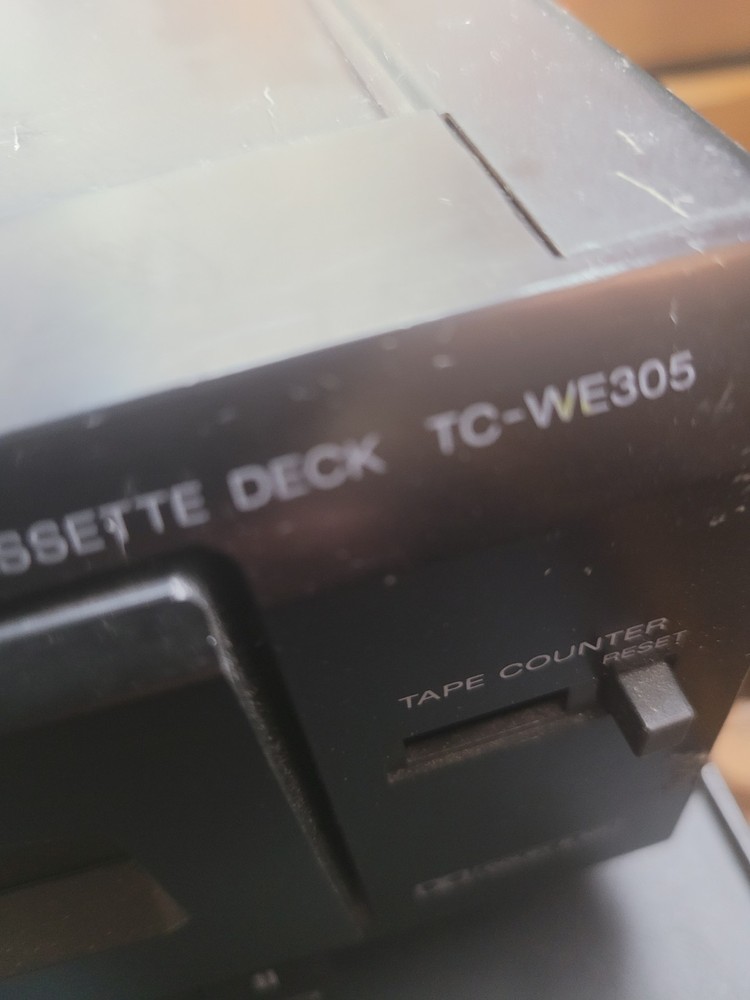 SSETTE DECK TC-WE305
TAPE COUNTER
RESET